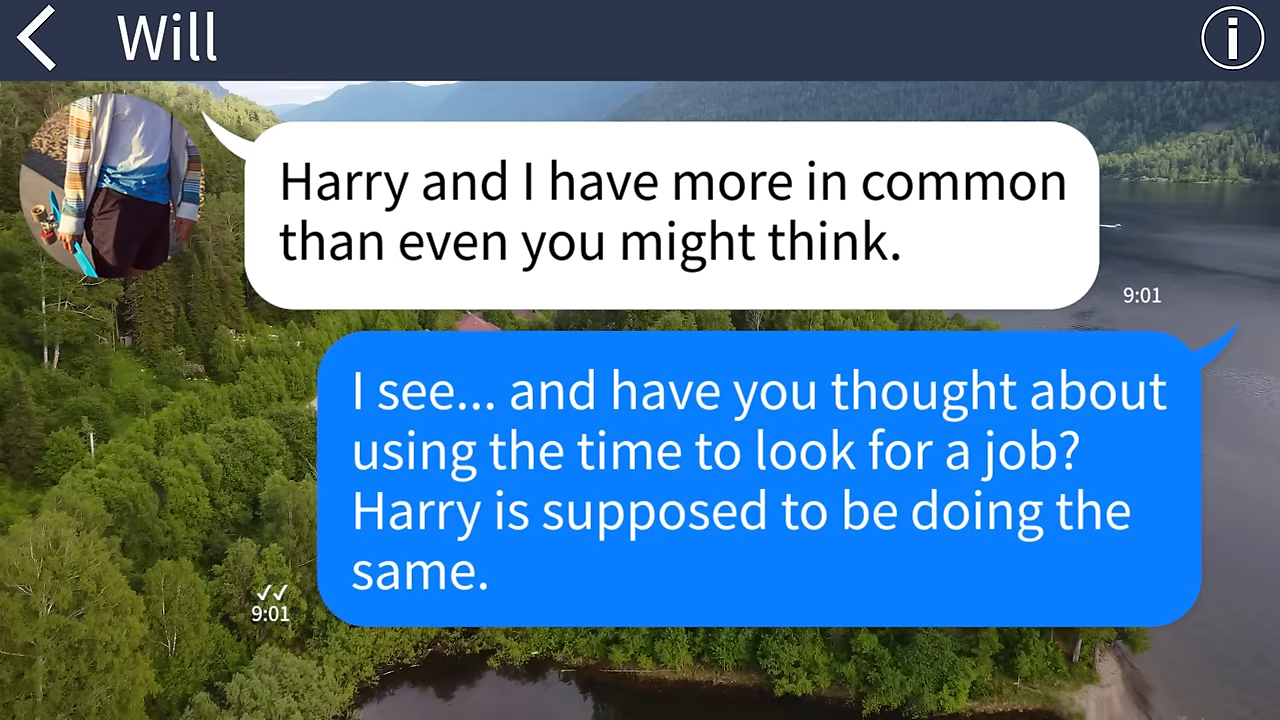 Will
Harry and I have more in common
than even you might think.
9:01
I see... and have you thought about
using the time to look for a job?
Harry is supposed to be doing the
same.
9:01